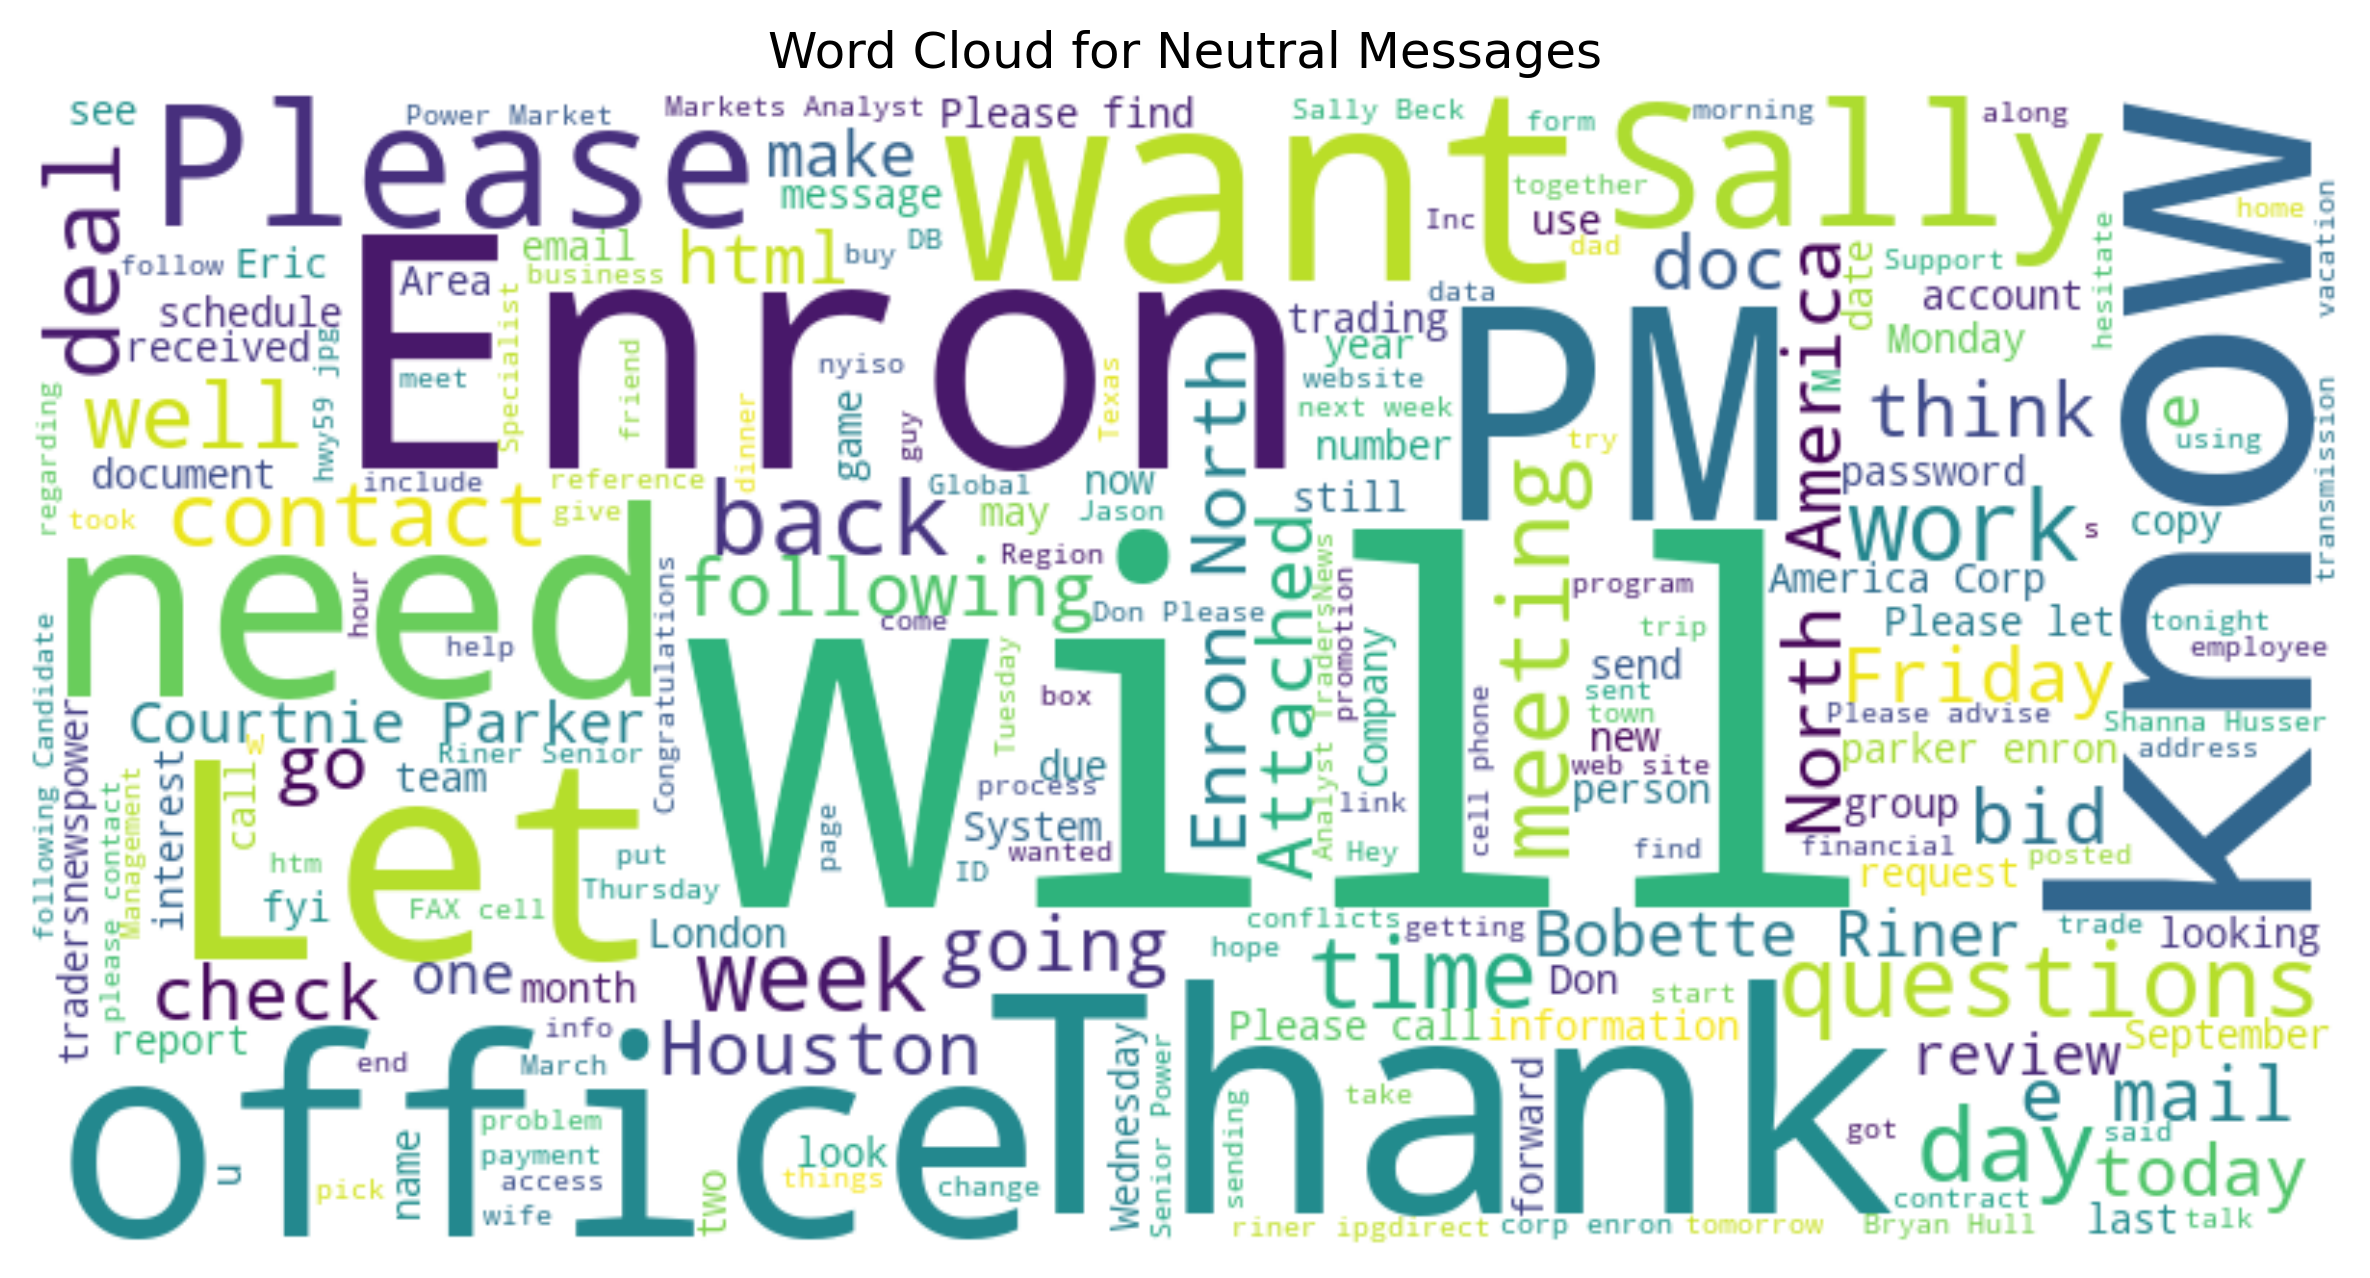 Word Cloud for Neutral Messages
see
Power Market
Markets Analyst
Please find
Sally Beck
form
morning
along
deal
Please
make
message
want
together
Sally
Know
home
vacation
follow
Eric
Area
email
business
html
buy
DB
Inc
use
dad
doc
date
Support
hesitate
schedule
received
hwy59 jpg
Enron
data
trading
year
PM
account
Monday
meet
Specialist
friend
nyiso
Texas
website
next week
North America
M
think
e
using
transmission
regarding
well
document
include
reference
dinner
game
guy
Global
now
Enron North
number
try
still
password
took
contact
give
back
may
Jason
Attached
meeting
work
s
copy
need
hour
help
Congratulations
following
Region
come
Don Please
Analyst TradersNews
promotion
program
America Corp
Please let
tonight
employee
following Candidate
Courtnie Parker
Riner Senior
Will
Tuesday
box
Company
trip
send
sent
town
new
web site
person
Friday
Please advise
Shanna Husser
parker enron
address
tradersnewspower
please contact
Management
interest
w
call
go
team
due
process
System
wanted
ID
page
link
Hey
cell phone
find
group
financial
bid
posted
request
Let
htm
fyi
put
Thursday
FAX cell
London
conflicts
hope
getting
Bobette Riner
trade
looking
check
one
month
week
going
time
Don
start
questions
report
end
info
March
Houston
Please call
information
September
review
office
Thank
Wednesday
Senior Power
sending
take
forward
got
e mail
day
said
today
u
pick
name
problem
payment
access
wife
two
look
things
change
riner ipgdirect
corp enron
tomorrow
contract
Bryan Hull
last
talk